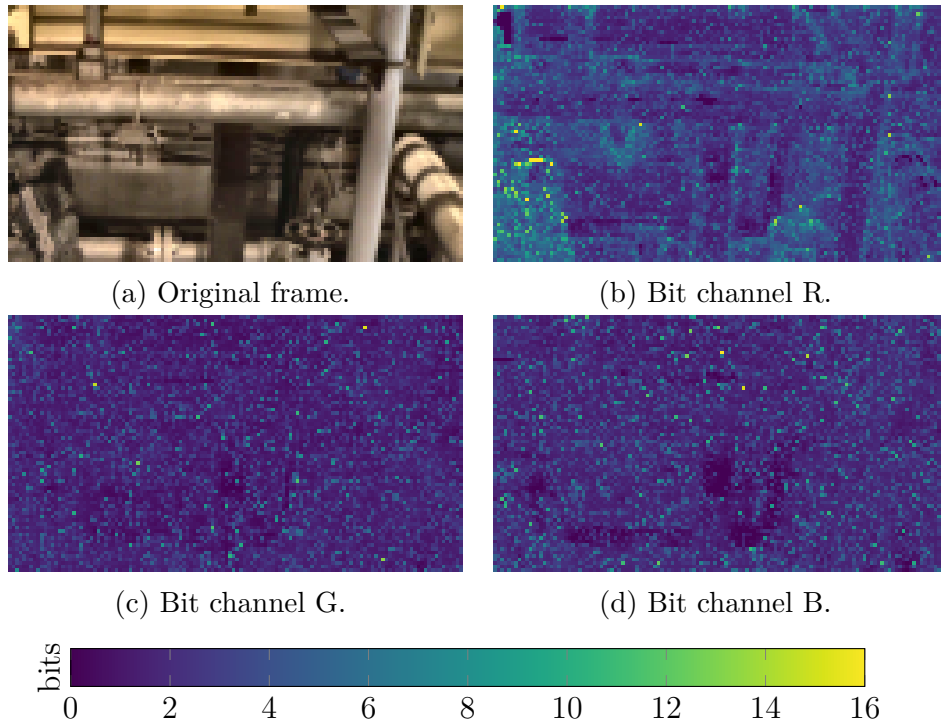 (a) Original frame.
(b) Bit channel R.
(c) Bit channel G.
(d) Bit channel B.
bits
0 2 4 6 8 10 12 14 16